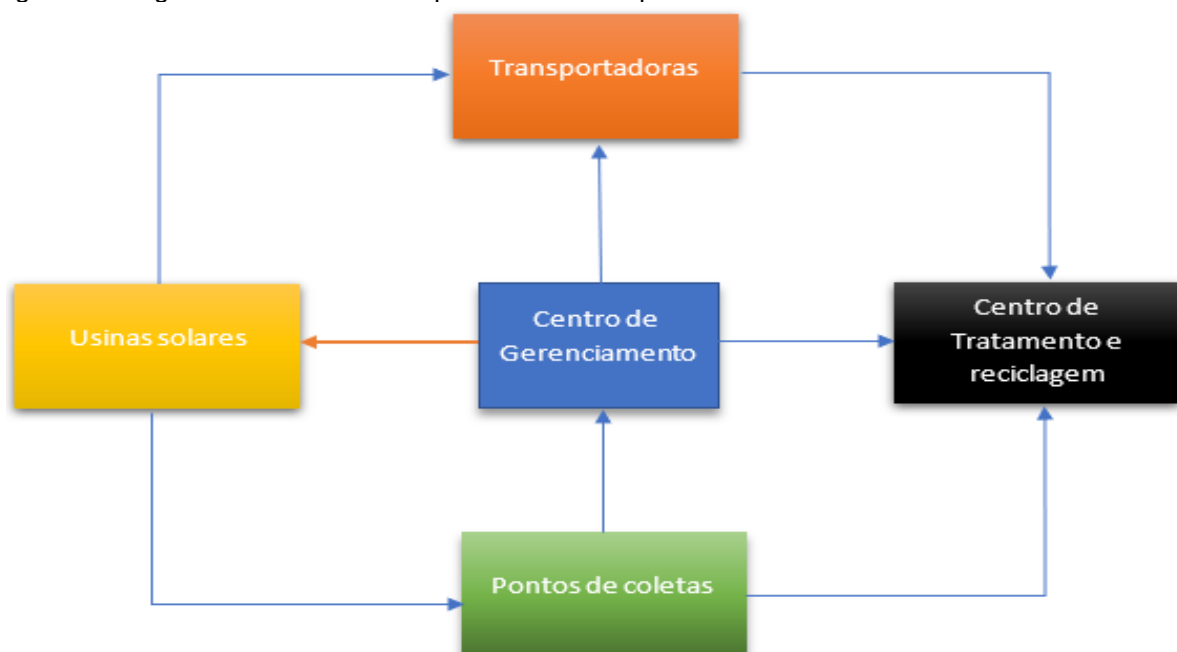 Transportadoras
Usinas solares
Centro de
Gerenciamento
Centro de
Tratamento e
reciclagem
Pontos de coletas